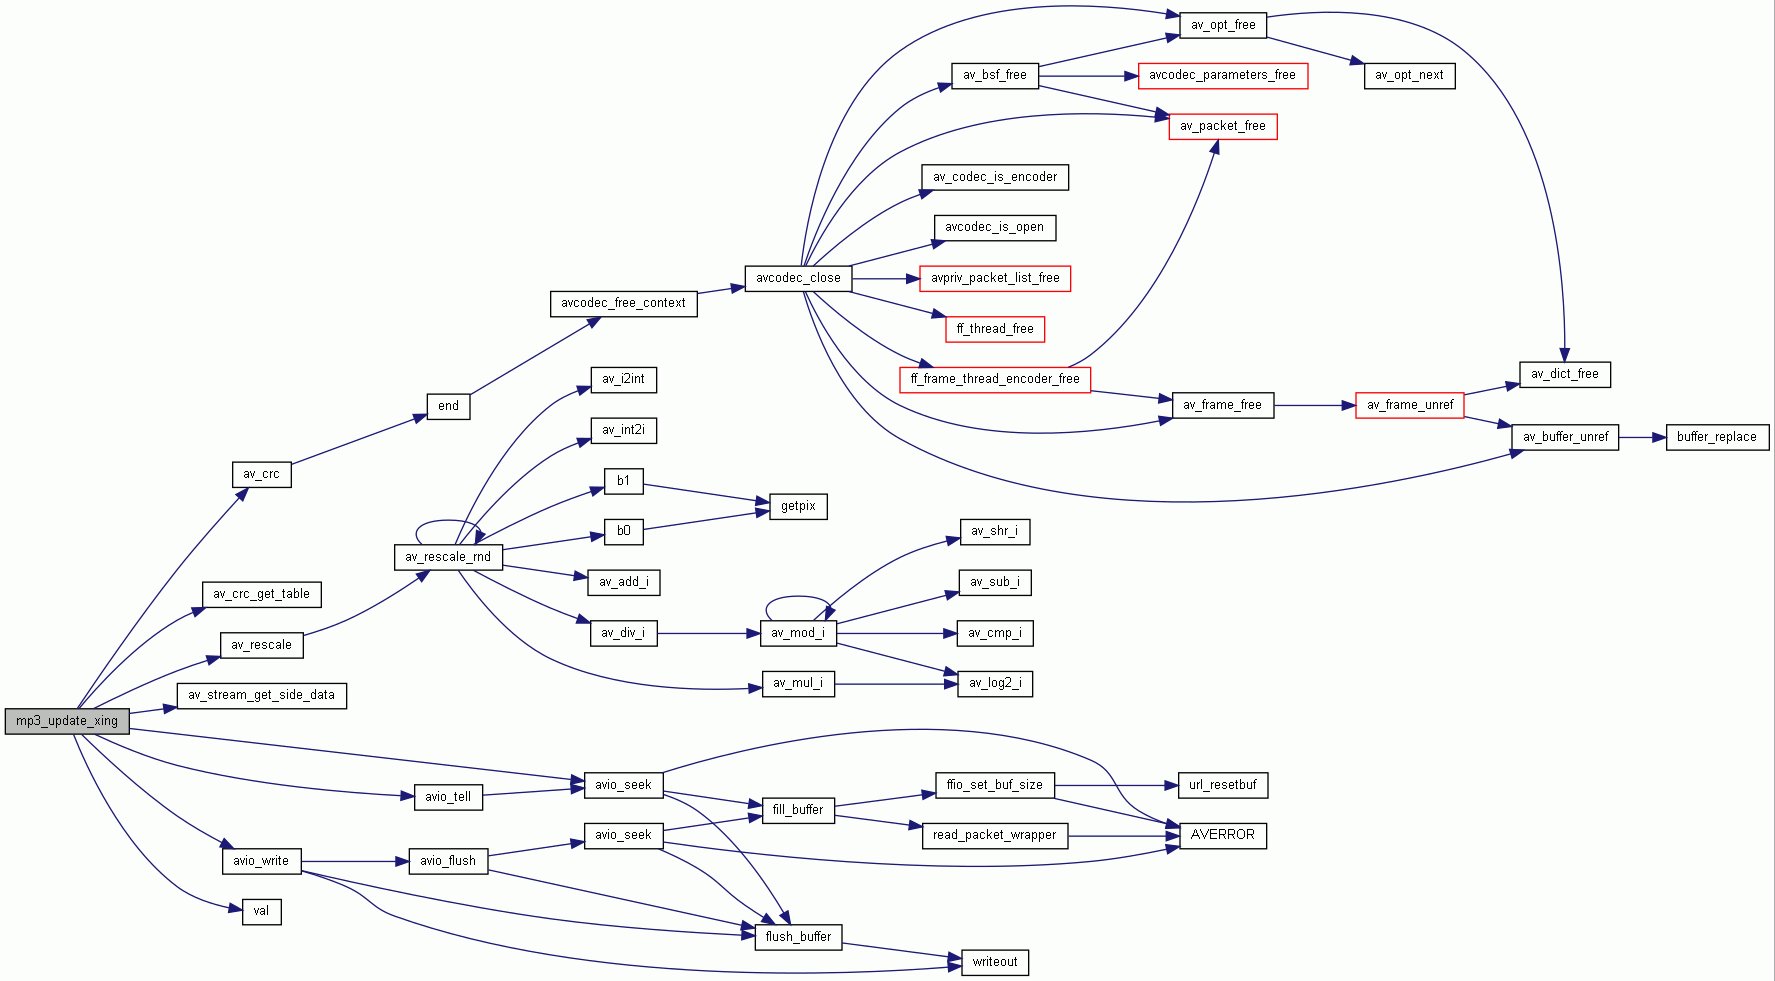 av_opt_free
av_bsf_free
avcodec_parameters_free
av_opt_next
av_packet_free
av_codec_is_encoder
avcodec_is_open
avcodec_close
avpriv_packet_list_free
avcodec_free_context
ff_thread_free
av_i2int
ff_frame_thread_encoder_free
av_dict_free
end
av_frame_free
av_frame_unref
av_int2i
av_buffer_unref
buffer_replace
av_crc
b1
getpix
b0
av_shr_i
av_rescale_rnd
av_crc_get_table
av_add_i
av_sub_i
av_rescale
av_div_i
av_mod_i
av_cmp_i
av_stream_get_side_data
av_mul_i
av_log2_i
mp3_update_xing
avio_seek
ffio_set_buf_size
url_resetbuf
avio_tell
fill_buffer
avio_seek
read_packet_wrapper
AVERROR
avio_write
avio_flush
val
flush_buffer
writeout